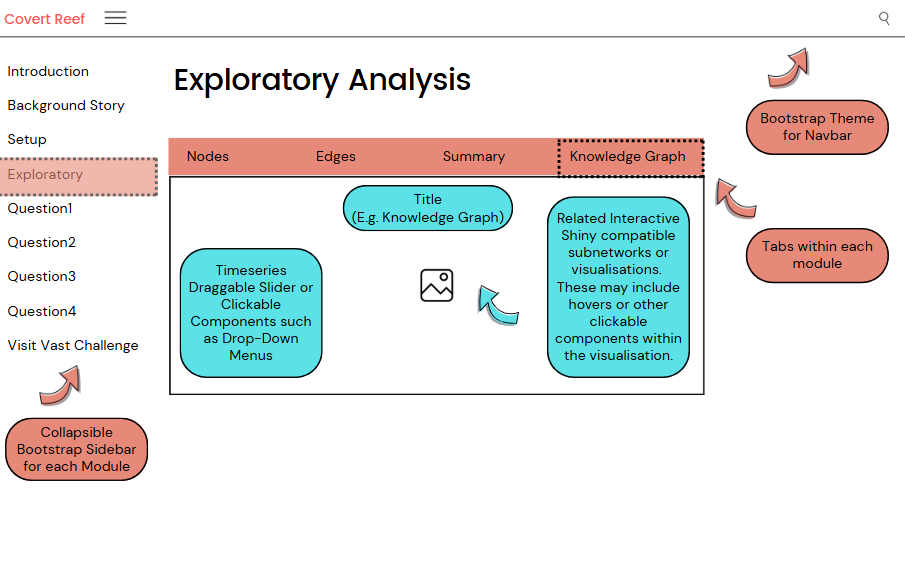 Covert Reef
Introduction
Background Story
Setup
Exploratory
Question1
Question2
Question3
Question4
Visit Vast Challenge
Collapsible
Bootstrap Sidebar
for each Module
Exploratory Analysis
Nodes
Edges
Summary
Knowledge Graph
Title
(E.g. Knowledge Graph)
Timeseries
Draggable Slider or
Clickable
Components such
as Drop-Down
Menus
Related Interactive
Shiny compatible
subnetworks or
visualisations.
These may include
hovers or other
clickable
components within
the visualisation.
Bootstrap Theme
for Navbar
Tabs within each
module